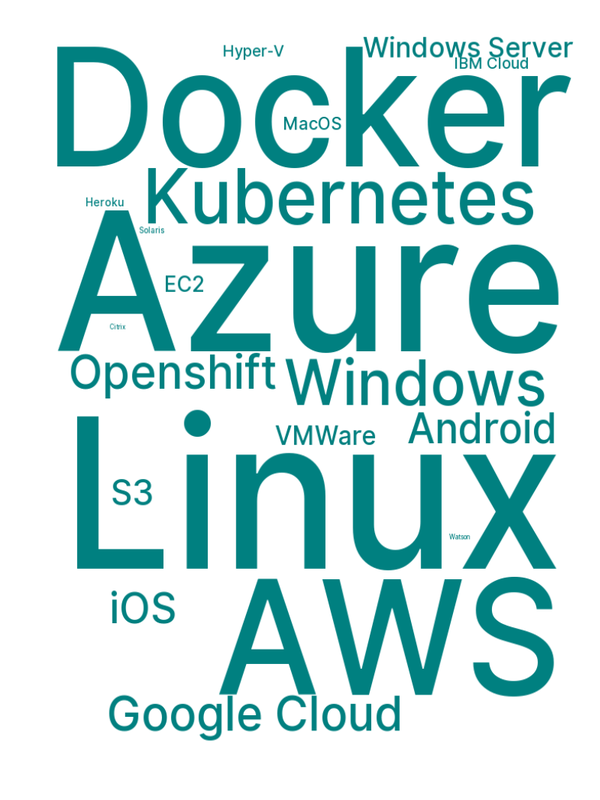 Windows Server
Hyper-V
IBM Cloud
Docker
MacOS
Kubernetes
Heroku
Solaris
Azure
EC2
Citrix
Openshift
Windows
Android
VMWare
Linux
S3
Watson
iOS
AWS
Google Cloud